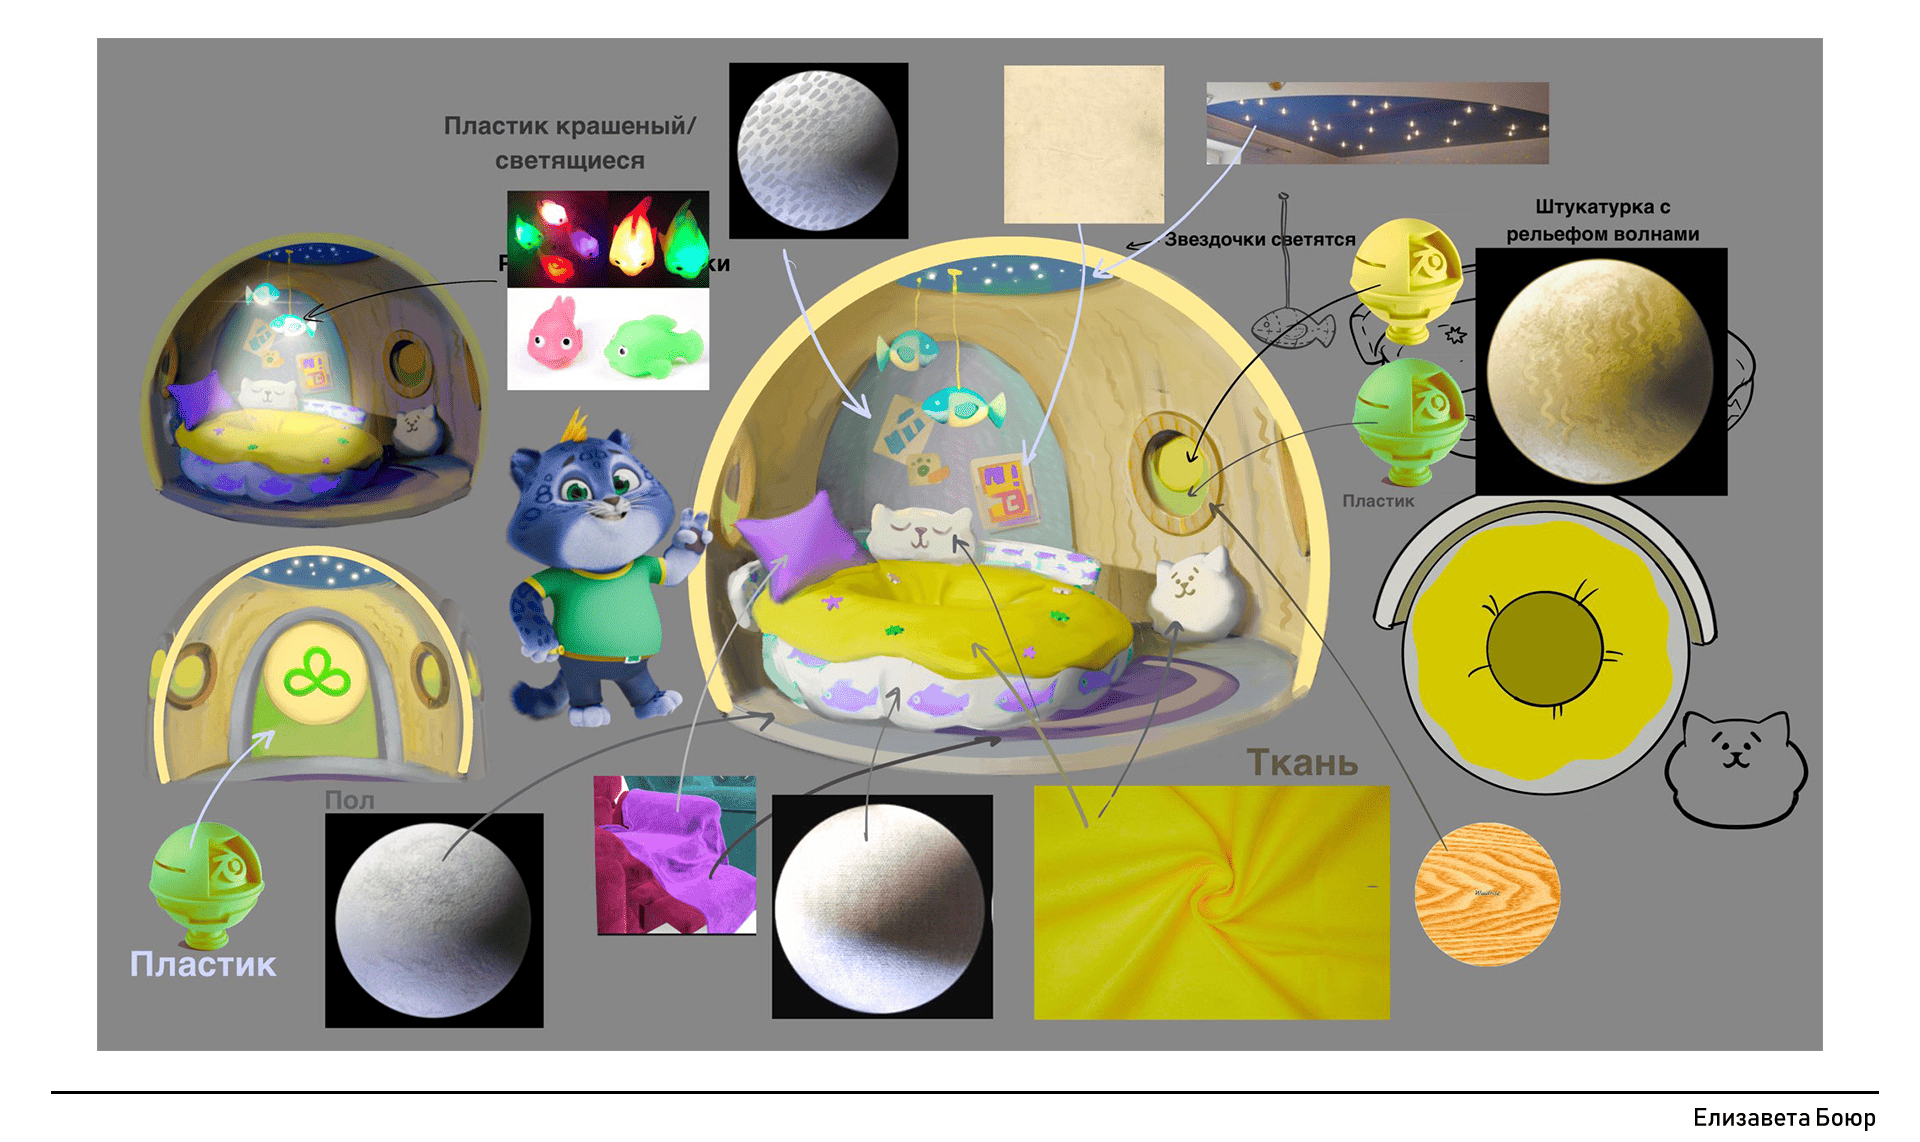 Пластик крашеный/
светящиеся
Звездочки светятся
Штукатурка с
рельефом волнами
Пластик
Ткань
Пол
Пластик
Елизавета Боюр